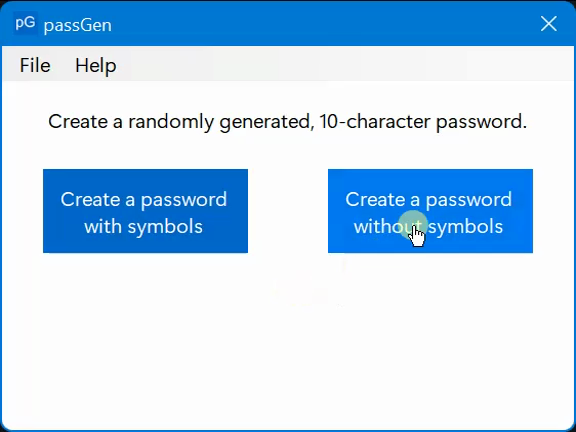 pG passGen
File Help
Create a randomly generated, 10-character password.
Create a password
with symbols
Create a password
without symbols